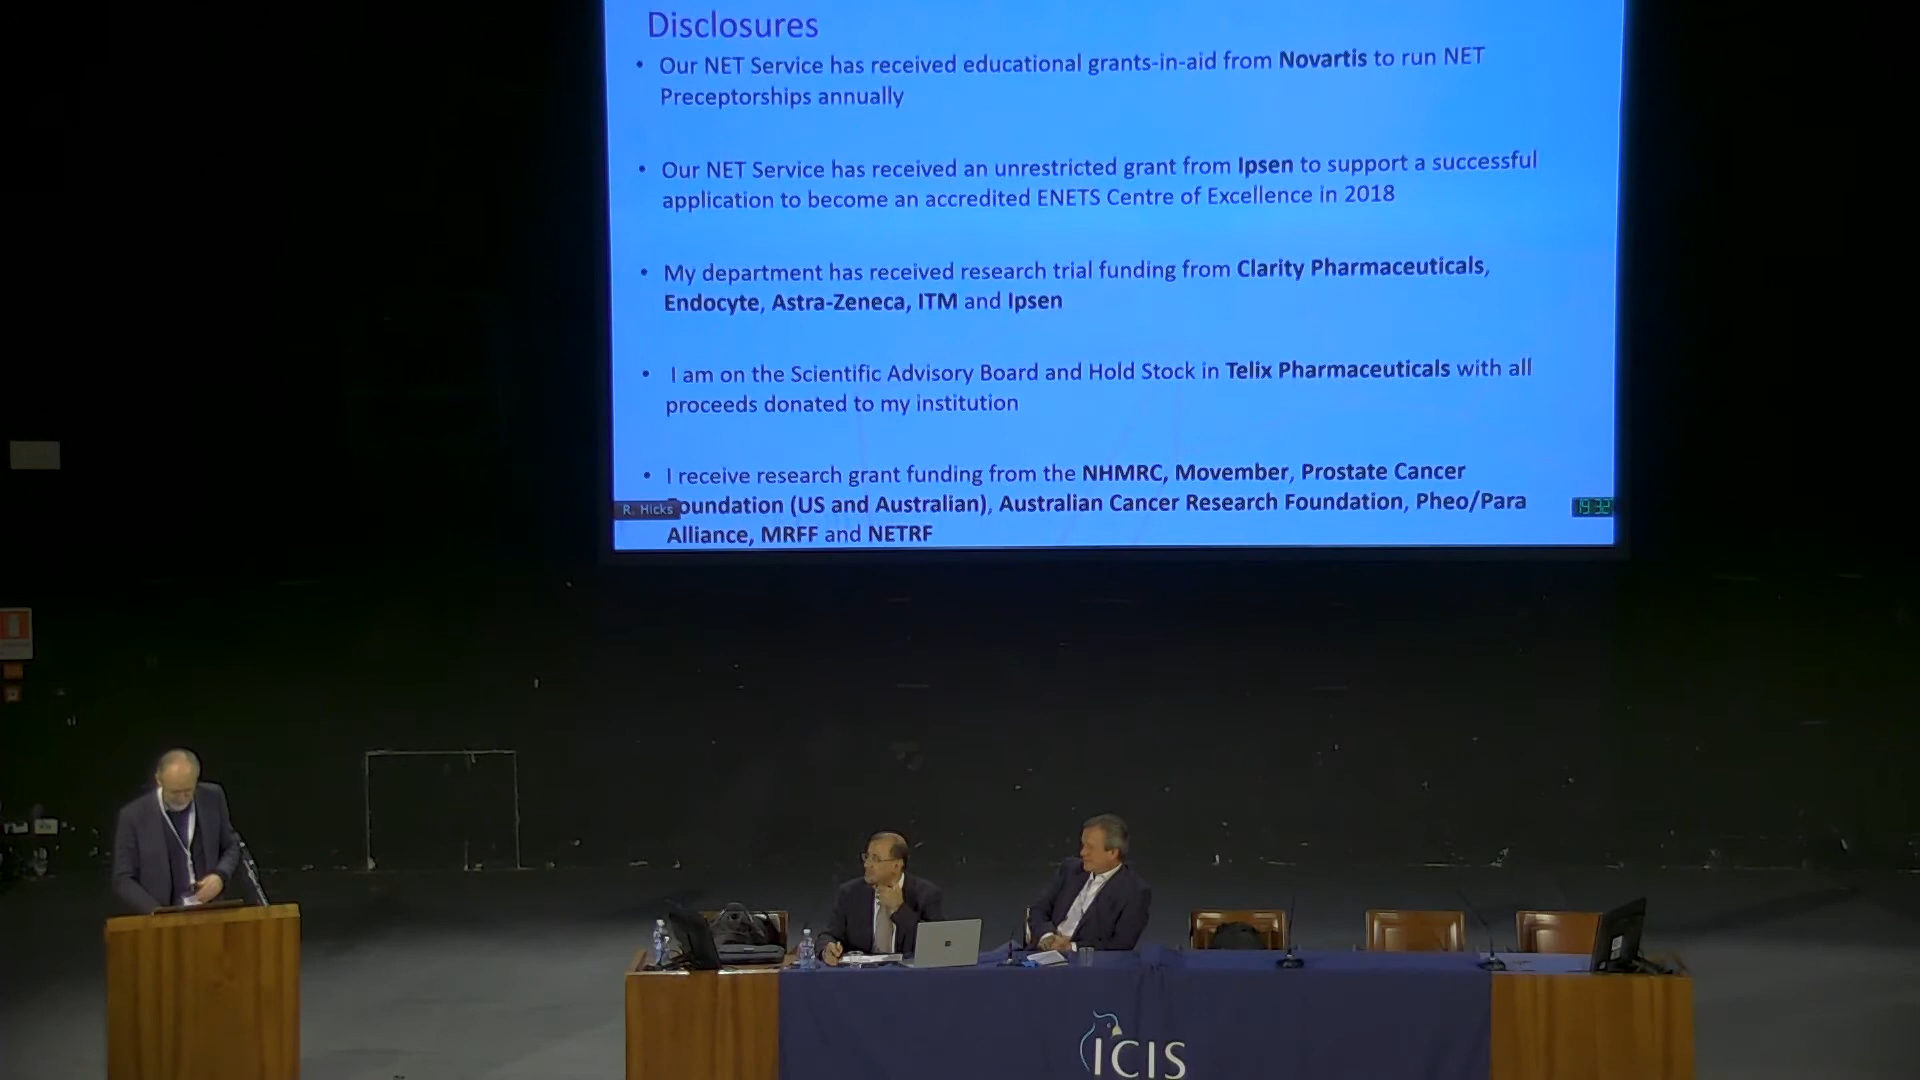 Disclosures
• Our NET Service has received educational grants-in-aid from Novartis to run NET
Preceptorships annually
• Our NET Service has received an unrestricted grant from Ipsen to support a successful
application to become an accredited ENETS Centre of Excellence in 2018
• My department has received research trial funding from Clarity Pharmaceuticals,
Endocyte, Astra-Zeneca, ITM and Ipsen
• I am on the Scientific Advisory Board and Hold Stock in Telix Pharmaceuticals with all
proceeds donated to my institution
• I receive research grant funding from the NHMRC, Movember, Prostate Cancer
oundation (US and Australian), Australian Cancer Research Foundation, Pheo/Para
Alliance, MRFF and NETRF
R. Hicks
19:32
ICIS